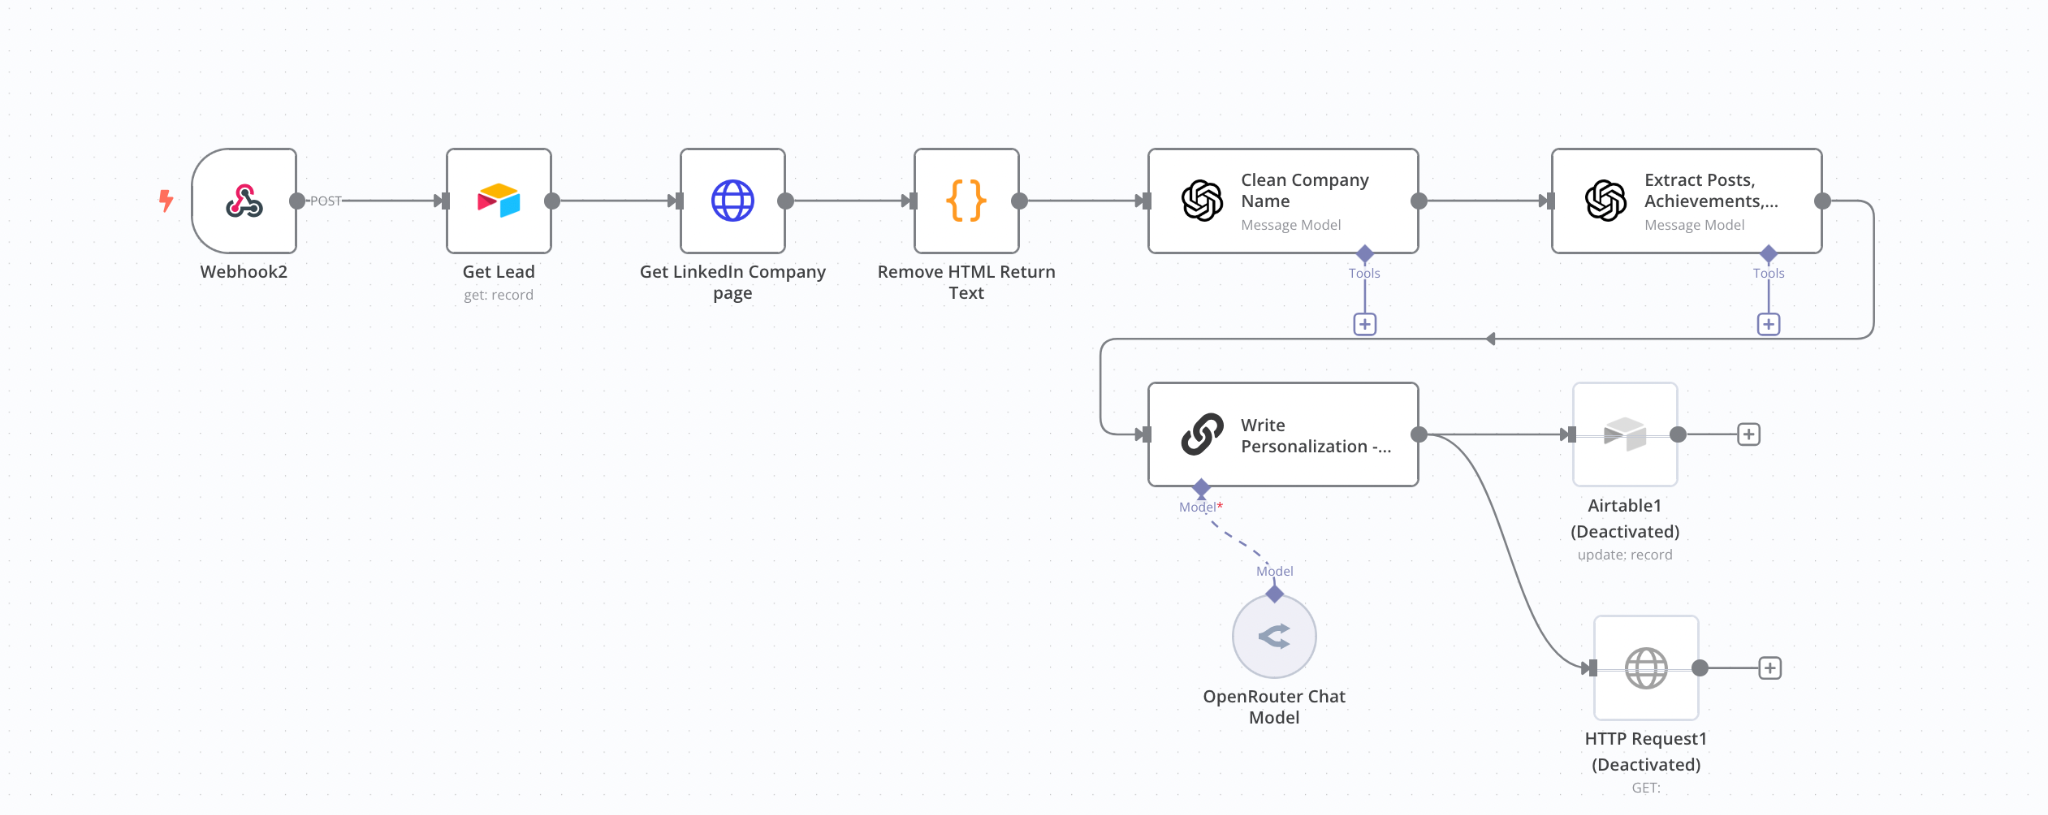 POST
Webhook2
Get Lead
get: record
Get LinkedIn Company
page
Remove HTML Return
Text
Clean Company
Name
Message Model
Tools
Extract Posts,
Achievements,...
Message Model
Tools
Write
Personalization -...
Model*
Model
OpenRouter Chat
Model
Airtable1
(Deactivated)
update: record
HTTP Request1
(Deactivated)
GET: